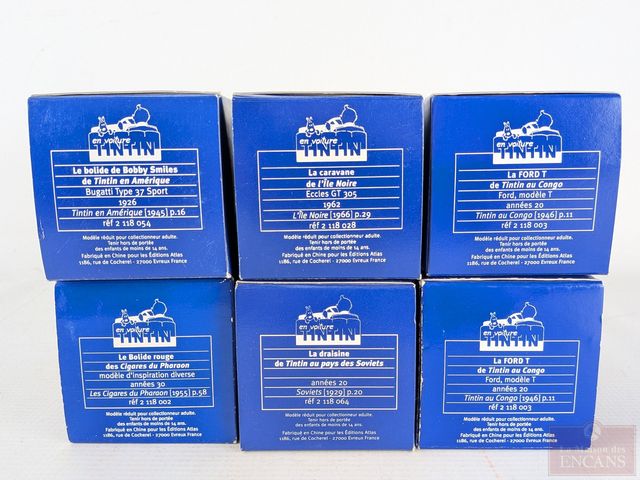 en voiture
TINTIN
Le bolide de Bobby Smiles
de Tintin en Amérique
Bugatti Type 37 Sport
1926
Tintin en Amérique [1945] p.16
réf 2 118 054
Modèle réduit pour collectionneur adulte.
Tenir hors de portée
des enfants de moins de 14 ans.
Fabriqué en Chine pour les Éditions Atlas
1186, rue de Cocherel - 27000 Evreux France
en voiture
TINTIN
La caravane
de L'Île Noire
Eccles GT 305
1962
L'Île Noire [1966] p.29
réf 2 118 028
Modèle réduit pour collectionneur adulte.
Tenir hors de portée
des enfants de moins de 14 ans.
Fabriqué en Chine pour les Éditions Atlas
1186, rue de Cocherel - 27000 Evreux France
en voiture
TINTIN
La FORD T
de Tintin au Congo
Ford, modèle T
années 20
Tintin au Congo [1946] p.11
réf 2 118 003
Modèle réduit pour collectionneur adulte.
Tenir hors de portée
des enfants de moins de 14 ans.
Fabriqué en Chine pour les Éditions Atlas
1186, rue de Cocherel - 27000 Evreux France
en voiture
TINTIN
Le Bolide rouge
des Cigares du Pharaon
modèle d'inspiration diverse
années 30
Les Cigares du Pharaon [1955] p.58
réf 2 118 002
Modèle réduit pour collectionneur adulte.
Tenir hors de portée
des enfants de moins de 14 ans.
Fabriqué en Chine pour les Éditions Atlas
1186, rue de Cocherel - 27000 Evreux France
en voiture
TINTIN
La draisine
de Tintin au pays des Soviets
années 20
Soviets [1929] p.20
réf 2 118 064
Modèle réduit pour collectionneur adulte.
Tenir hors de portée
des enfants de moins de 14 ans.
Fabriqué en Chine pour les Éditions Atlas
1186, rue de Cocherel - 27000 Evreux France
en voiture
TINTIN
La FORD T
de Tintin au Congo
Ford, modèle T
années 20
Tintin au Congo [1946] p.11
réf 2 118 003
Modèle réduit pour collectionneur adulte.
Tenir hors de portée
des enfants de moins de 14 ans.
Fabriqué en Chine pour les Éditions Atlas
1186, rue de Cocherel - 27000 Evreux France
La Maison des
ENCANS